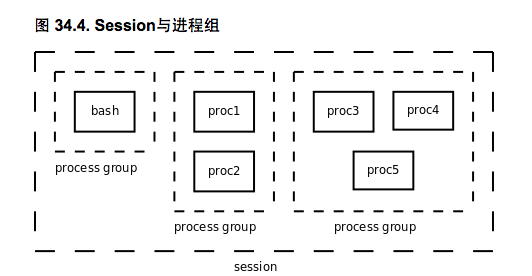 图 34.4. Session与进程组
bash
proc1
proc3
proc4
proc2
proc5
process group
process group
process group
session